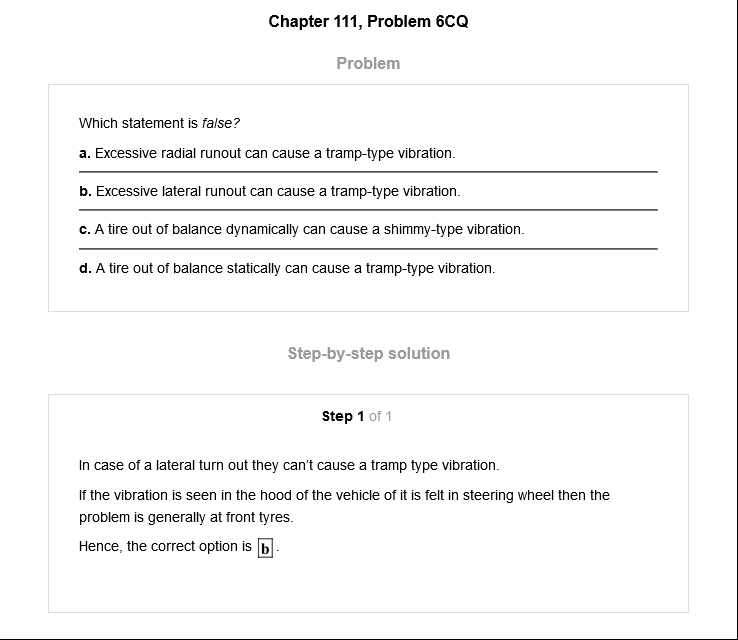 Chapter 111, Problem 6CQ
Problem
Which statement is false?
a. Excessive radial runout can cause a tramp-type vibration.
b. Excessive lateral runout can cause a tramp-type vibration.
c. A tire out of balance dynamically can cause a shimmy-type vibration.
d. A tire out of balance statically can cause a tramp-type vibration.
Step-by-step solution
Step 1 of 1
In case of a lateral turn out they can't cause a tramp type vibration.
If the vibration is seen in the hood of the vehicle of it is felt in steering wheel then the
problem is generally at front tyres.
Hence, the correct option is b.